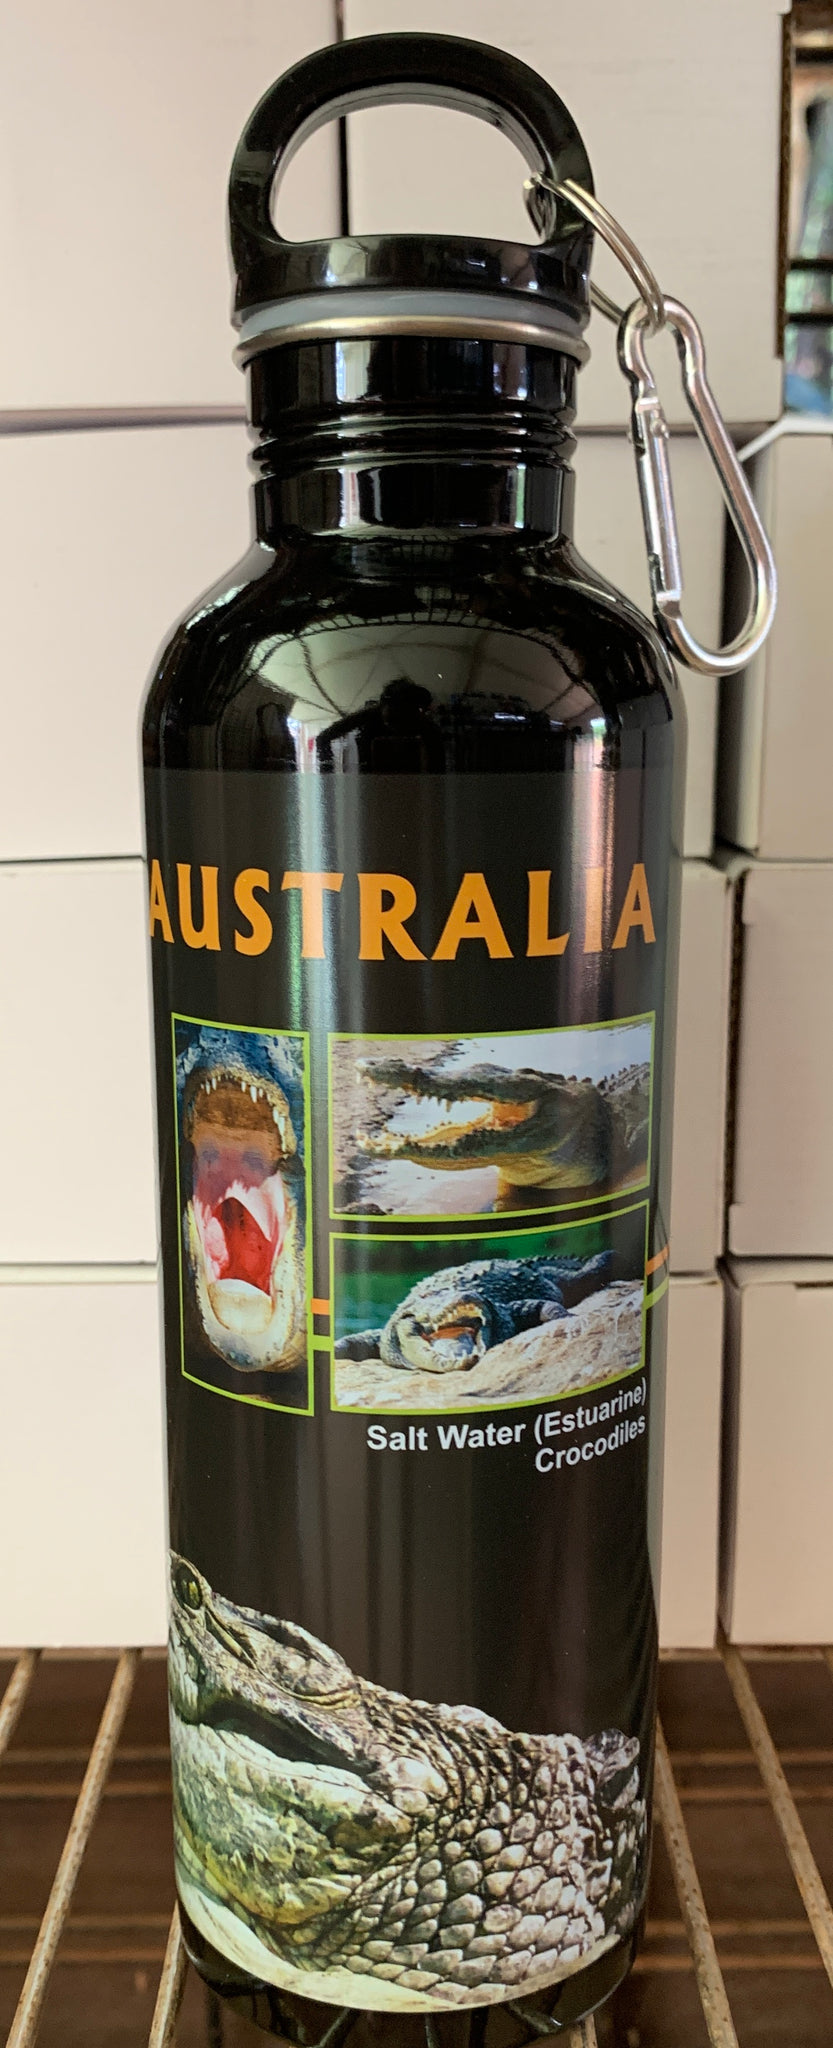 AUSTRALIA
Salt Water (Estuarine)
Crocodiles